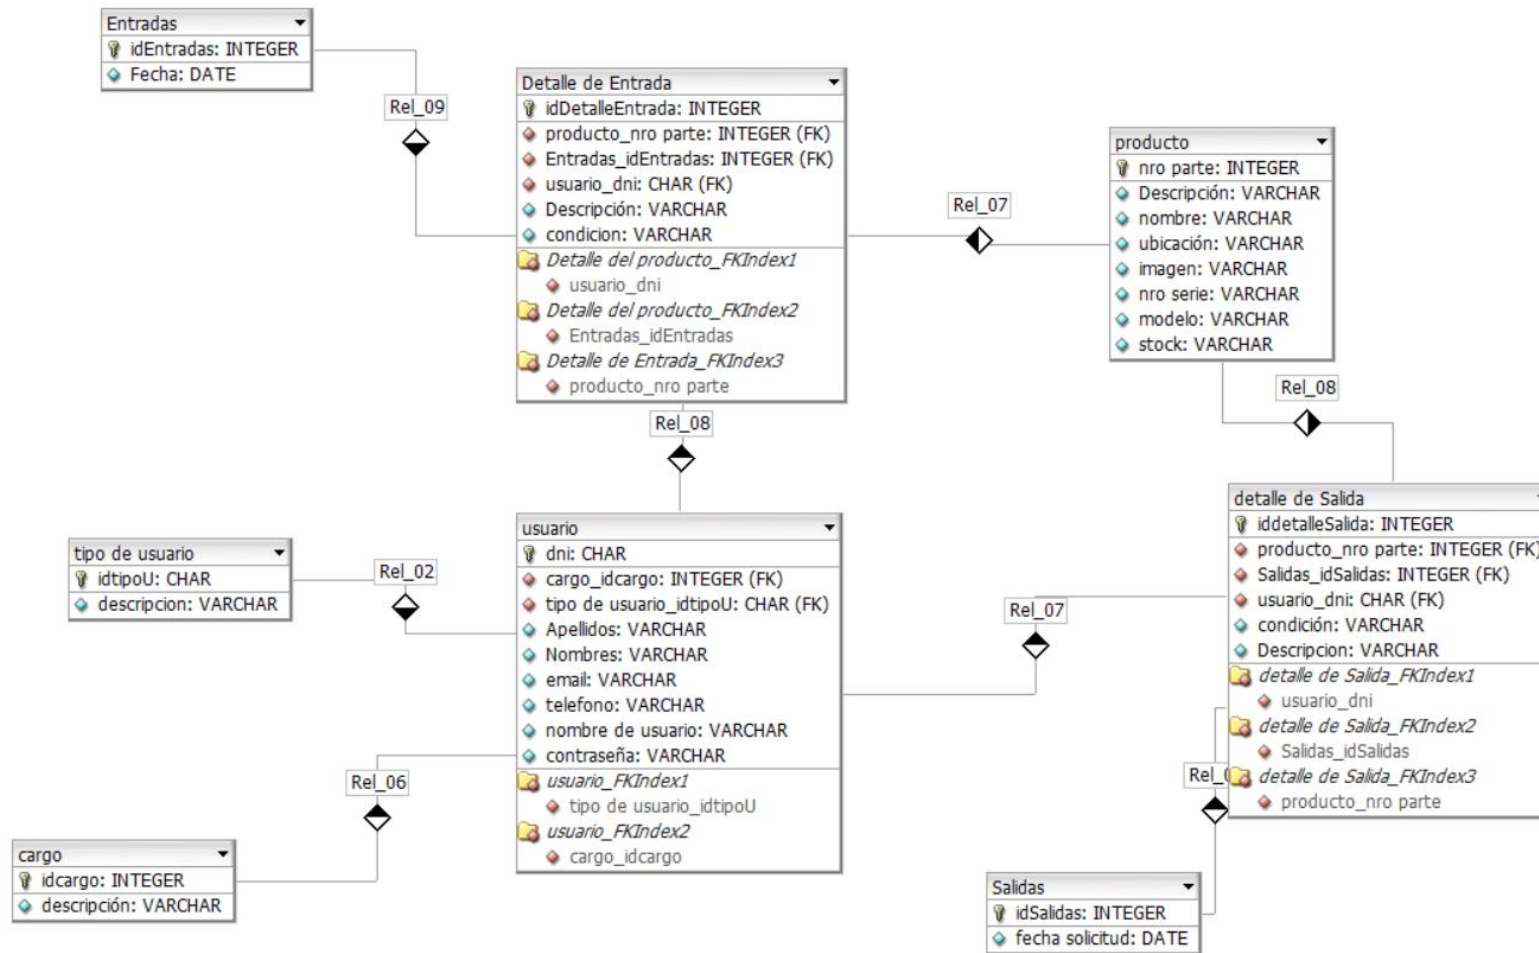 Entradas
idEntradas: INTEGER
Fecha: DATE
Rel_09
Detalle de Entrada
idDetalleEntrada: INTEGER
producto_nro parte: INTEGER (FK)
Entradas_idEntradas: INTEGER (FK)
usuario_dni: CHAR (FK)
Descripción: VARCHAR
condicion: VARCHAR
Detalle del producto_FKIndex1
usuario_dni
Detalle del producto_FKIndex2
Entradas_idEntradas
Detalle de Entrada_FKIndex3
producto_nro parte
Rel_07
producto
nro parte: INTEGER
Descripción: VARCHAR
nombre: VARCHAR
ubicación: VARCHAR
imagen: VARCHAR
nro serie: VARCHAR
modelo: VARCHAR
stock: VARCHAR
Rel_08
Rel_08
tipo de usuario
idtipoU: CHAR
descripcion: VARCHAR
Rel_02
usuario
dni: CHAR
cargo_idcargo: INTEGER (FK)
tipo de usuario_idtipoU: CHAR (FK)
Apellidos: VARCHAR
Nombres: VARCHAR
email: VARCHAR
telefono: VARCHAR
nombre de usuario: VARCHAR
contraseña: VARCHAR
usuario_FKIndex1
tipo de usuario_idtipoU
usuario_FKIndex2
cargo_idcargo
Rel_07
detalle de Salida
iddetalleSalida: INTEGER
producto_nro parte: INTEGER (FK)
Salidas_idSalidas: INTEGER (FK)
usuario_dni: CHAR (FK)
condición: VARCHAR
Descripcion: VARCHAR
detalle de Salida_FKIndex1
usuario_dni
detalle de Salida_FKIndex2
Salidas_idSalidas
detalle de Salida_FKIndex3
producto_nro parte
Rel_06
cargo
idcargo: INTEGER
descripción: VARCHAR
Salidas
idSalidas: INTEGER
fecha solicitud: DATE